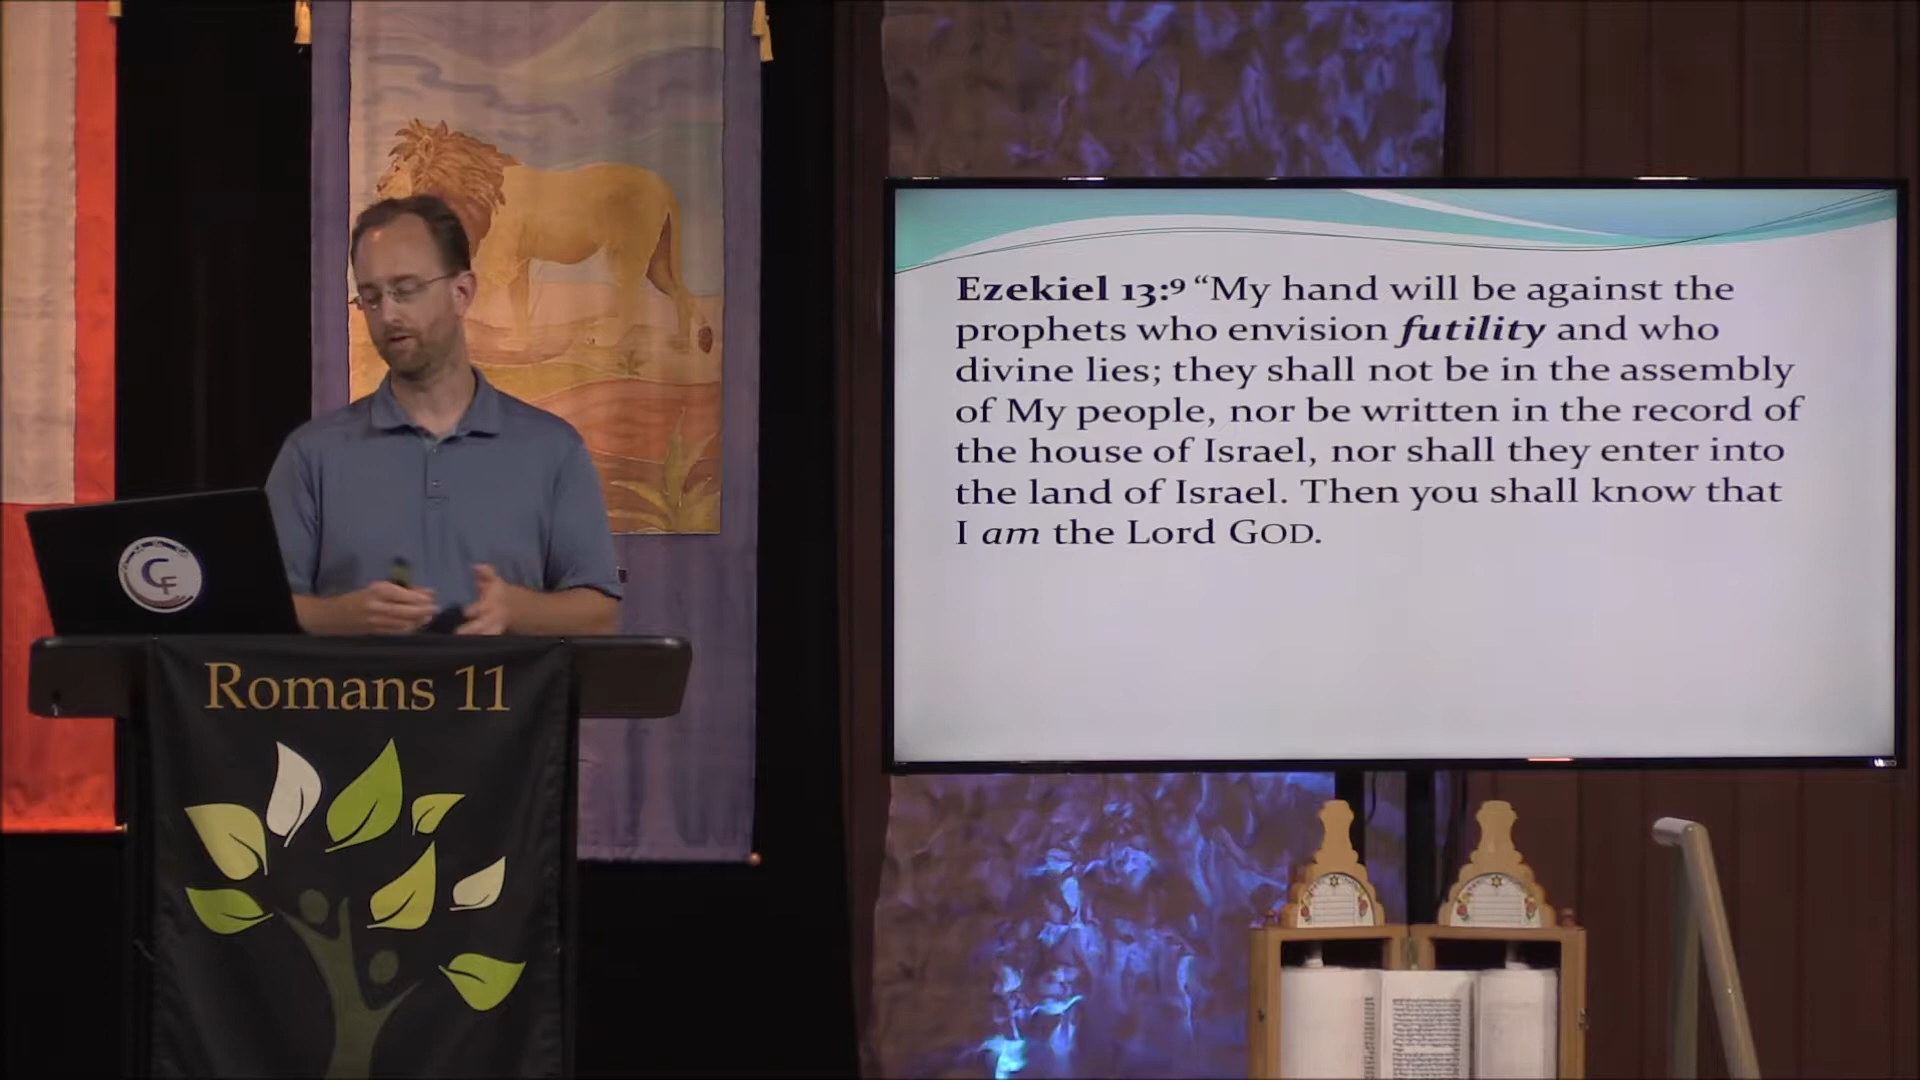 Ezekiel 13:9 “My hand will be against the
prophets who envision futility and who
divine lies; they shall not be in the assembly
of My people, nor be written in the record of
the house of Israel, nor shall they enter into
the land of Israel. Then you shall know that
I am the Lord GOD.
CF
Romans 11